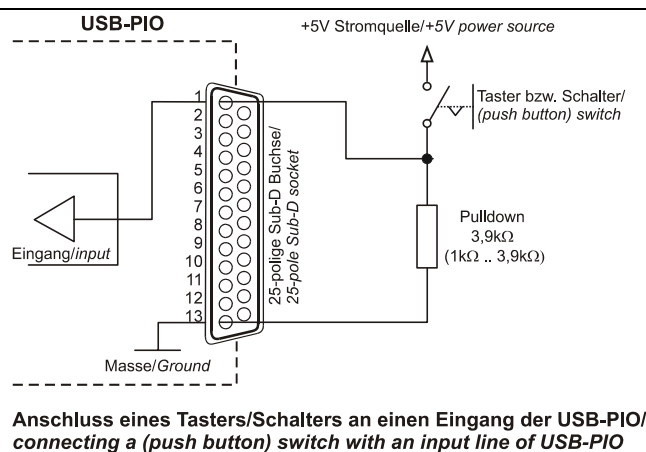 USB-PIO
+5V Stromquelle/+5V power source
Taster bzw. Schalter/
(push button) switch
1
2
3
4
5
6
7
8
9
10
11
12
13
25-polige Sub-D Buchse/
25-pole Sub-D socket
Pulldown
3,9kΩ
(1kΩ .. 3,9kΩ)
Eingang/input
Masse/Ground
Anschluss eines Tasters/Schalters an einen Eingang der USB-PIO/
connecting a (push button) switch with an input line of USB-PIO